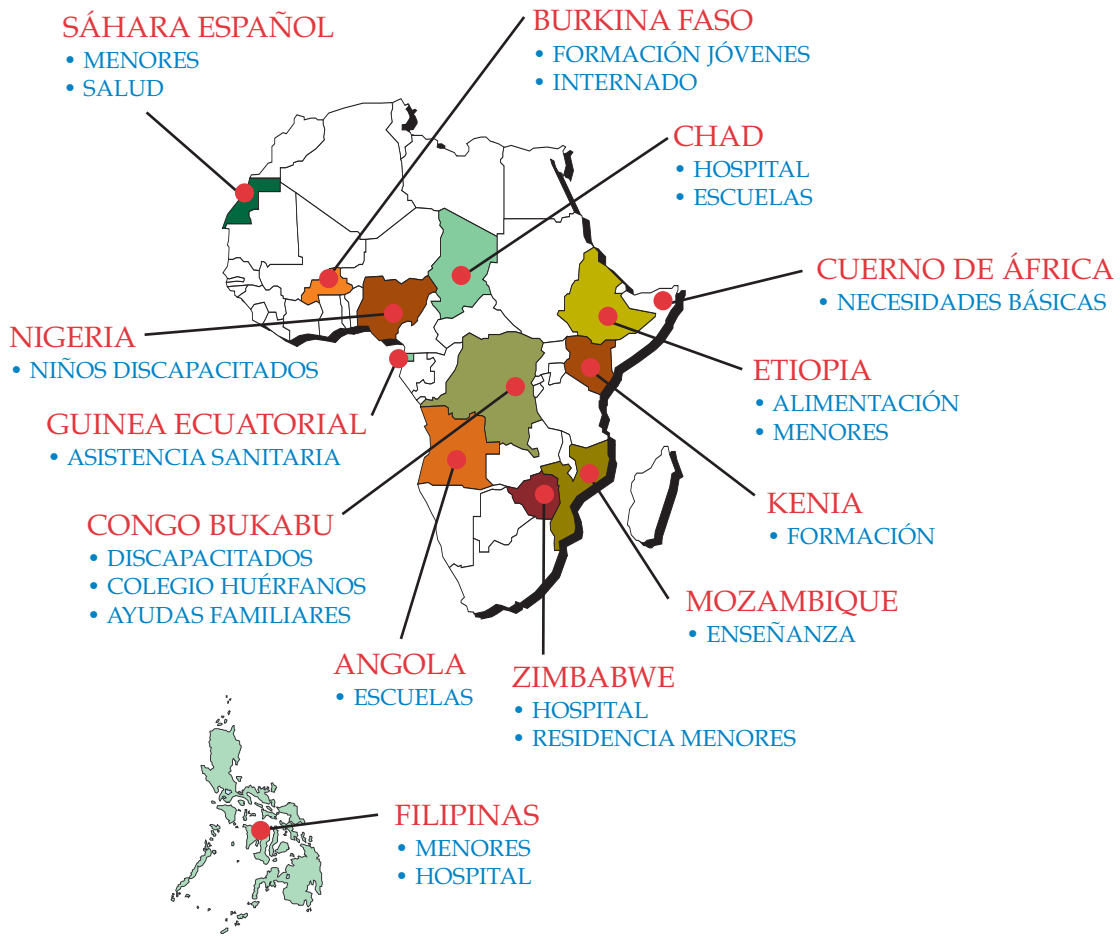 SÁHARA ESPAÑOL
• MENORES
• SALUD
BURKINA FASO
• FORMACIÓN JÓVENES
• INTERNADO
CHAD
• HOSPITAL
• ESCUELAS
CUERNO DE ÁFRICA
• NECESIDADES BÁSICAS
NIGERIA
• NIÑOS DISCAPACITADOS
ETIOPIA
• ALIMENTACIÓN
• MENORES
GUINEA ECUATORIAL
• ASISTENCIA SANITARIA
KENIA
• FORMACIÓN
CONGO BUKABU
• DISCAPACITADOS
• COLEGIO HUÉRFANOS
• AYUDAS FAMILIARES
MOZAMBIQUE
• ENSEÑANZA
ANGOLA
• ESCUELAS
ZIMBABWE
• HOSPITAL
• RESIDENCIA MENORES
FILIPINAS
• MENORES
• HOSPITAL